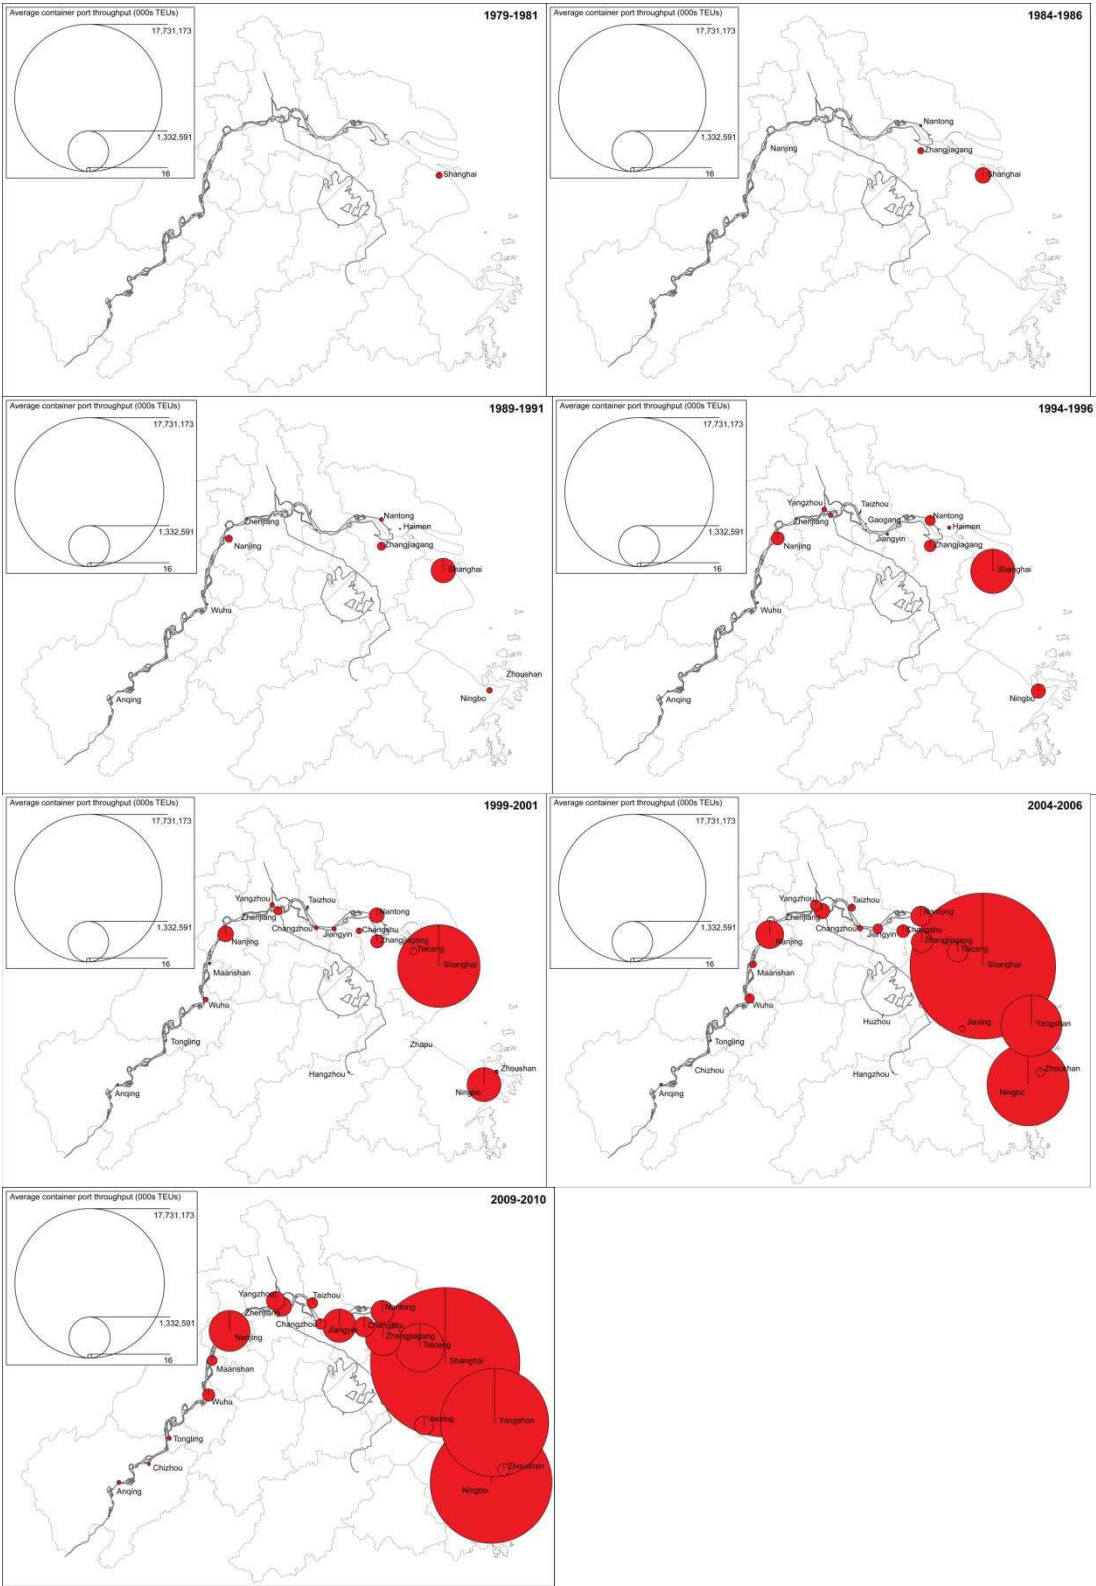 Average container port throughput (000s TEUs)
17,731,173
1,332,591
16
1979-1981
Shanghai
Average container port throughput (000s TEUs)
17,731,173
1,332,591
16
1984-1986
Nantong
Nanjing
Zhangjiagang
Shanghai
Average container port throughput (000s TEUs)
17,731,173
1,332,591
16
1989-1991
Nantong
Zhenjiang
Haimen
Nanjing
Zhangjiagang
Shanghai
Wuhu
Zhoushan
Anqing
Ningbo
Average container port throughput (000s TEUs)
17,731,173
1,332,591
16
1994-1996
Yangzhou
Taizhou
Zhenjiang
Gaogang
Nantong
Haimen
Jiangyin
Nanjing
Zhangjiagang
Shanghai
Wuhu
Anqing
Ningbo
Average container port throughput (000s TEUs)
17,731,173
1,332,591
16
1999-2001
Yangzhou
Taizhou
Zhenjiang
Nantong
Changzhou
Jiangyin
Changshu
Nanjing
Zhangjiagang
Taicang
Shanghai
Maanshan
Wuhu
Tongling
Zhapu
Hangzhou
Zhoushan
Anqing
Ningbo
Average container port throughput (000s TEUs)
17,731,173
1,332,591
16
2004-2006
Taizhou
Zhenjiang
Nantong
Changzhou
Jiangyin
Changshu
Nanjing
Zhangjiagang
Taicang
Shanghai
Maanshan
Wuhu
Huzhou
Jiaxing
Yangshan
Tongling
Chizhou
Hangzhou
Zhoushan
Anqing
Ningbo
Average container port throughput (000s TEUs)
17,731,173
1,332,591
16
2009-2010
Yangzhou
Taizhou
Zhenjiang
Nantong
Changzhou
Jiangyin
Changshu
Nanjing
Zhangjiagang
Taicang
Shanghai
Maanshan
Wuhu
Jiaxing
Yangshan
Tongling
Chizhou
Zhoushan
Anqing
Ningbo